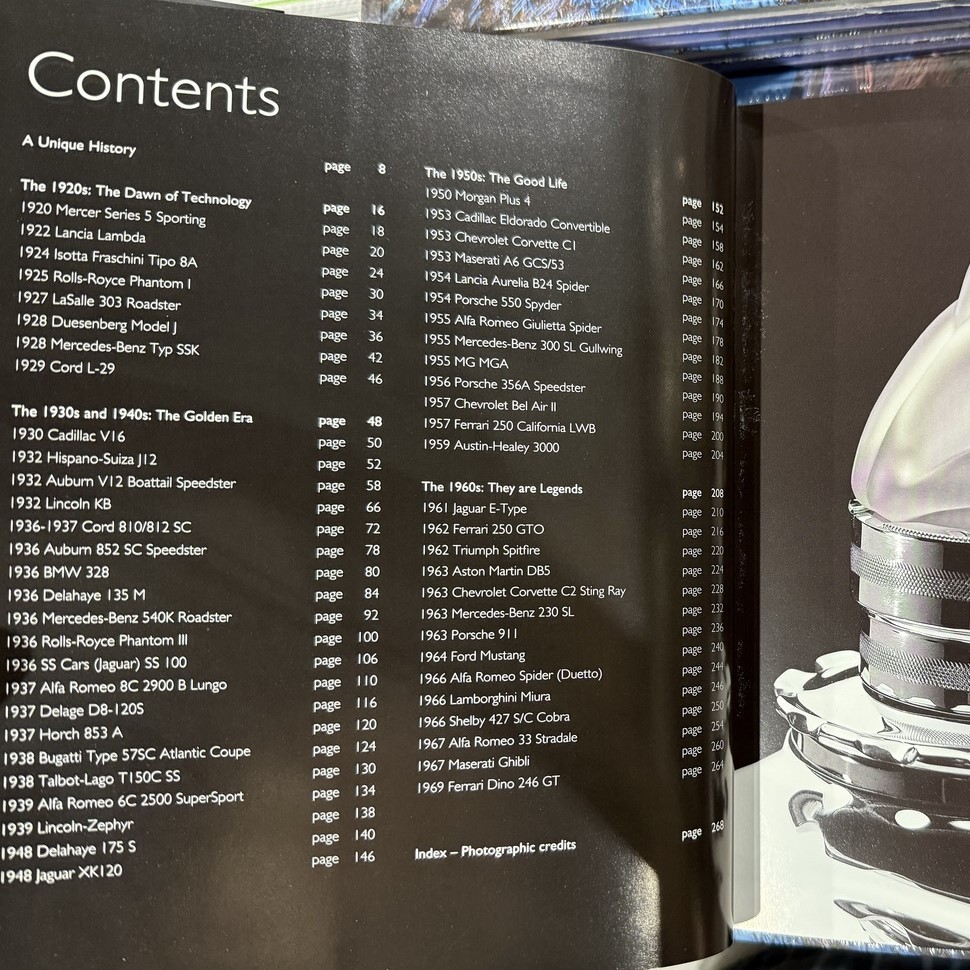 Contents
A Unique History page 8
The 1920s: The Dawn of Technology page 16
1920 Mercer Series 5 Sporting page 18
1922 Lancia Lambda page 20
1924 Isotta Fraschini Tipo 8A page 24
1925 Rolls-Royce Phantom I page 30
1927 LaSalle 303 Roadster page 34
1928 Duesenberg Model J page 36
1928 Mercedes-Benz Typ SSK page 42
1929 Cord L-29 page 46
The 1930s and 1940s: The Golden Era page 48
1930 Cadillac V16 page 50
1932 Hispano-Suiza J12 page 52
1932 Auburn V12 Boattail Speedster page 58
1932 Lincoln KB page 66
1936-1937 Cord 810/812 SC page 72
1936 Auburn 852 SC Speedster page 78
1936 BMW 328 page 80
1936 Delahaye 135 M page 84
1936 Mercedes-Benz 540K Roadster page 92
1936 Rolls-Royce Phantom III page 100
1936 SS Cars (Jaguar) SS 100 page 106
1937 Alfa Romeo 8C 2900 B Lungo page 110
1937 Delage D8-120S page 116
1937 Horch 853 A page 120
1938 Bugatti Type 57SC Atlantic Coupe page 124
1938 Talbot-Lago T150C SS page 130
1939 Alfa Romeo 6C 2500 SuperSport page 134
1939 Lincoln-Zephyr page 138
1948 Delahaye 175 S page 140
1948 Jaguar XK120 page 146
The 1950s: The Good Life page 152
1950 Morgan Plus 4 page 154
1953 Cadillac Eldorado Convertible page 158
1953 Chevrolet Corvette C1 page 162
1953 Maserati A6 GCS/53 page 166
1954 Lancia Aurelia B24 Spider page 170
1954 Porsche 550 Spyder page 174
1955 Alfa Romeo Giulietta Spider page 178
1955 Mercedes-Benz 300 SL Gullwing page 182
1955 MG MGA page 188
1956 Porsche 356A Speedster page 190
1957 Chevrolet Bel Air II page 194
1957 Ferrari 250 California LWB page 200
1959 Austin-Healey 3000 page 204
The 1960s: They are Legends page 208
1961 Jaguar E-Type page 210
1962 Ferrari 250 GTO page 216
1962 Triumph Spitfire page 220
1963 Aston Martin DB5 page 224
1963 Chevrolet Corvette C2 Sting Ray page 228
1963 Mercedes-Benz 230 SL page 232
1963 Porsche 911 page 236
1964 Ford Mustang page 240
1966 Alfa Romeo Spider (Duetto) page 244
1966 Lamborghini Miura page 246
1966 Shelby 427 S/C Cobra page 250
1967 Alfa Romeo 33 Stradale page 254
1967 Maserati Ghibli page 260
1969 Ferrari Dino 246 GT page 264
Index – Photographic credits page 268